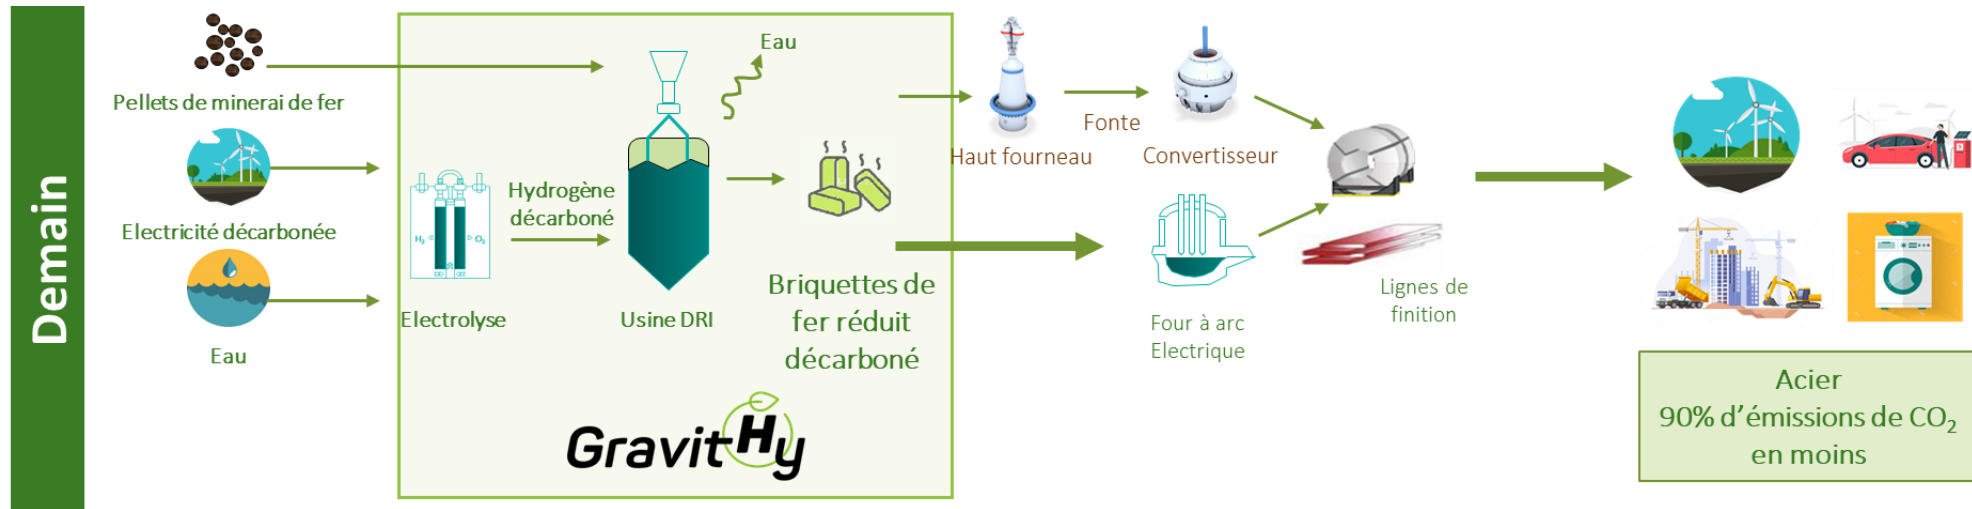 Demain
Pellets de minerai de fer
Electricité décarbonée
Eau
H₂
O₂
Electrolyse
Hydrogène
décarboné
Usine DRI
Eau
Briquettes de
fer réduit
décarboné
GravitHy
Haut fourneau
Fonte
Convertisseur
Four à arc
Electrique
Lignes de
finition
Acier
90% d’émissions de CO₂
en moins